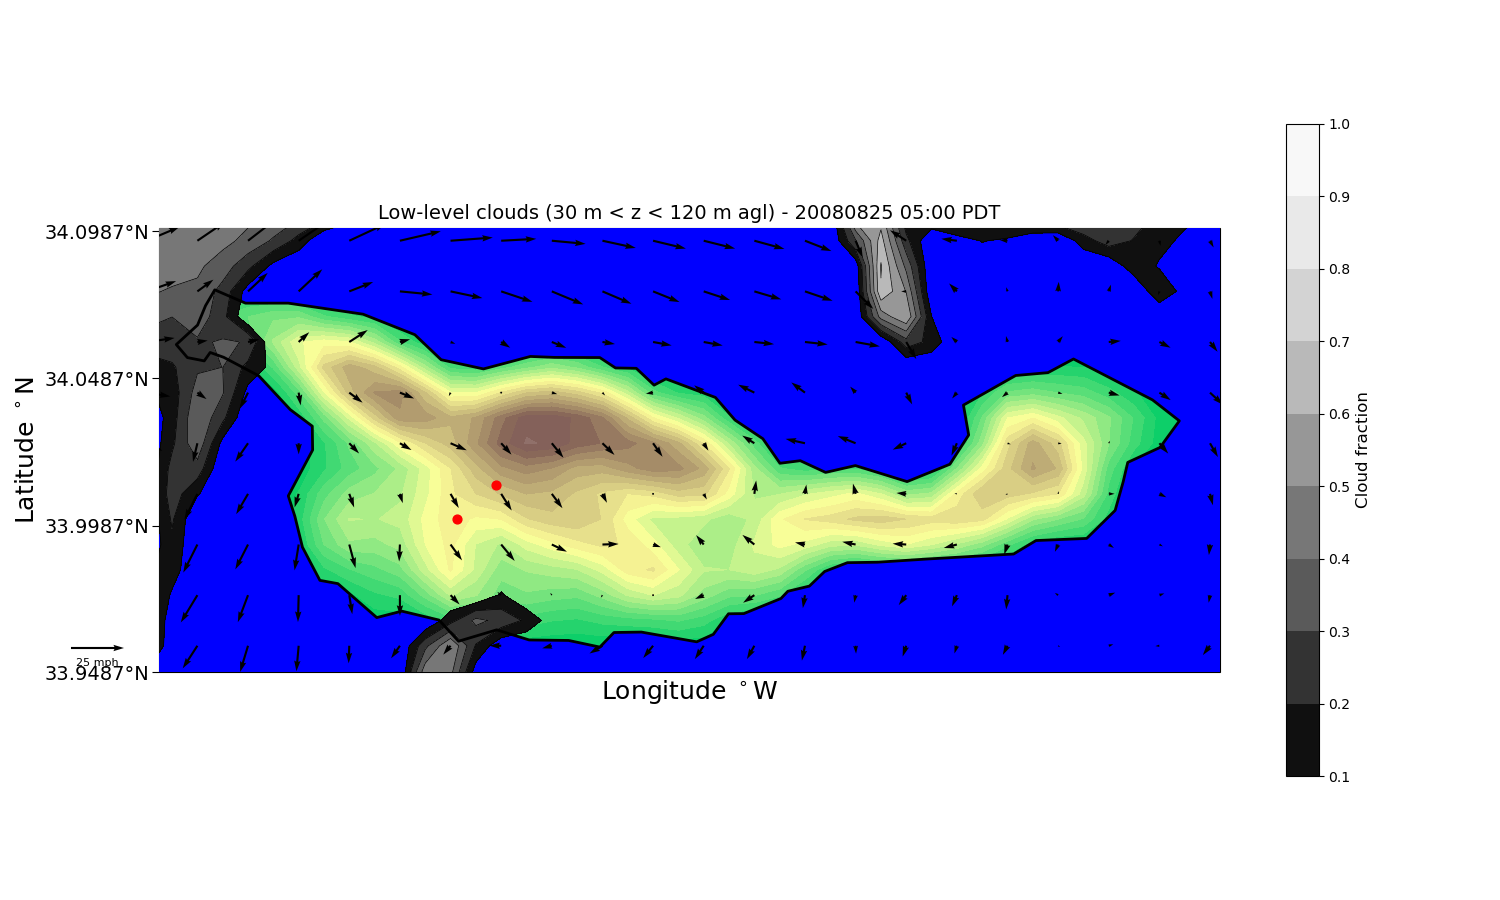 Low-level clouds (30 m < z < 120 m agl) - 20080825 05:00 PDT
34.0987°N
34.0487°N
33.9987°N
33.9487°N
Latitude °N
Longitude °W
25 mph
1.0
0.9
0.8
0.7
0.6
0.5
0.4
0.3
0.2
0.1
Cloud fraction